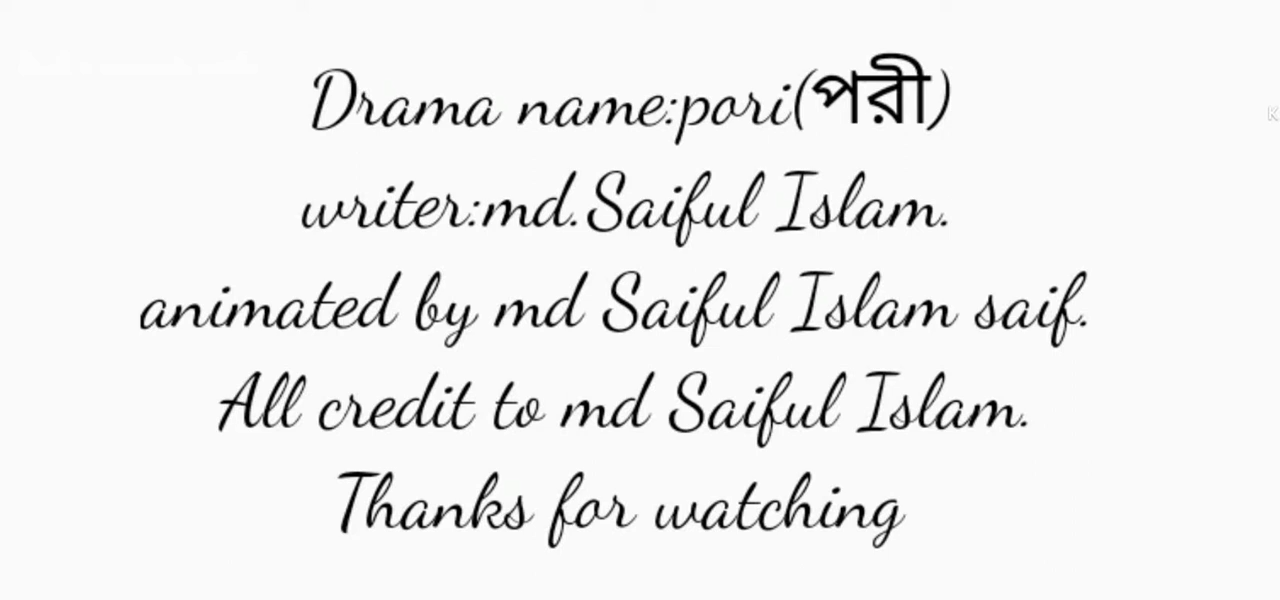 Drama name:pori(পরী)
writer:md.Saiful Islam.
animated by md Saiful Islam saif.
All credit to md Saiful Islam.
Thanks for watching
K